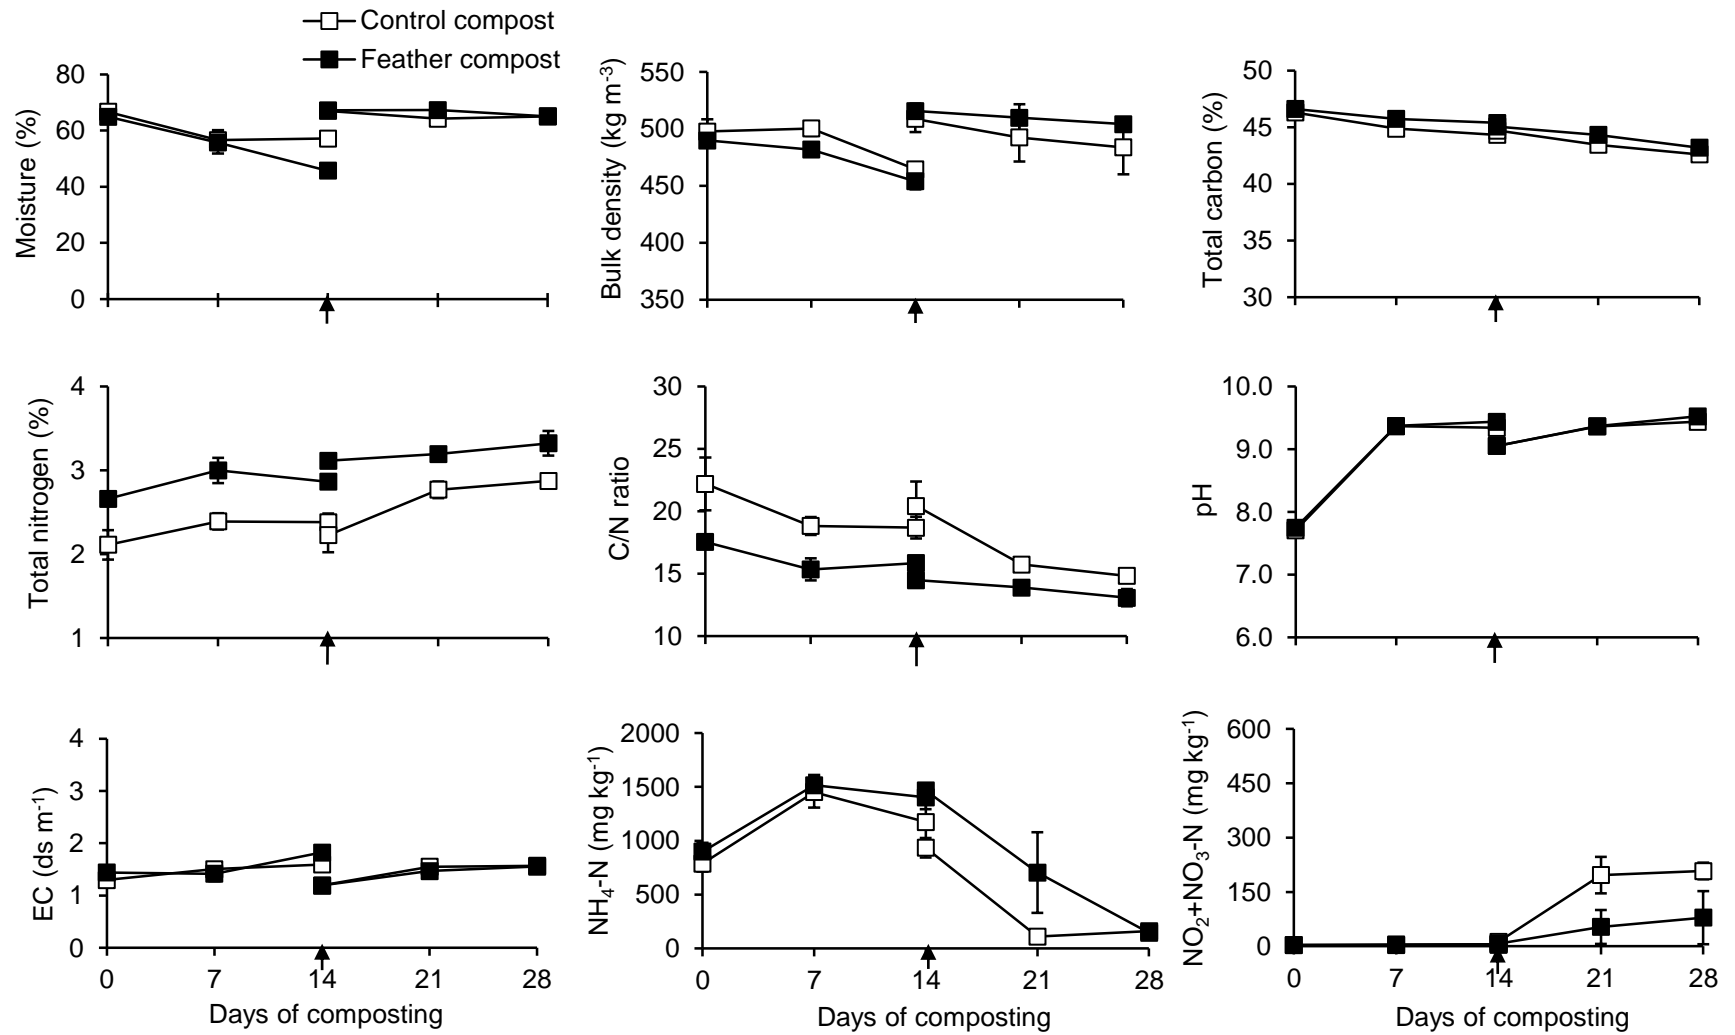 Control compost
Feather compost
Moisture (%)
80
60
40
20
0
Bulk density (kg m-3)
550
500
450
400
350
Total carbon (%)
50
45
40
35
30
Total nitrogen (%)
4
3
2
1
C/N ratio
30
25
20
15
10
pH
10.0
9.0
8.0
7.0
6.0
EC (ds m-1)
4
3
2
1
0
0 7 14 21 28
Days of composting
NH4-N (mg kg-1)
2000
1500
1000
500
0
0 7 14 21 28
Days of composting
NO2+NO3-N (mg kg-1)
600
450
300
150
0
0 7 14 21 28
Days of composting